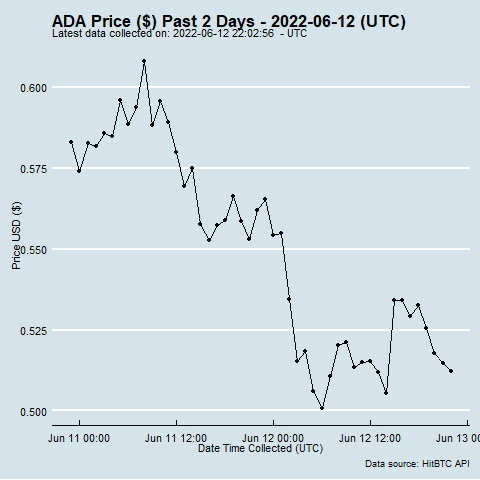 ADA Price ($) Past 2 Days - 2022-06-12 (UTC)
Latest data collected on: 2022-06-12 22:02:56 - UTC
0.600
0.575
0.550
0.525
0.500
Price USD ($)
Jun 11 00:00 Jun 11 12:00 Jun 12 00:00 Jun 12 12:00 Jun 13 00
Date Time Collected (UTC)
Data source: HitBTC API